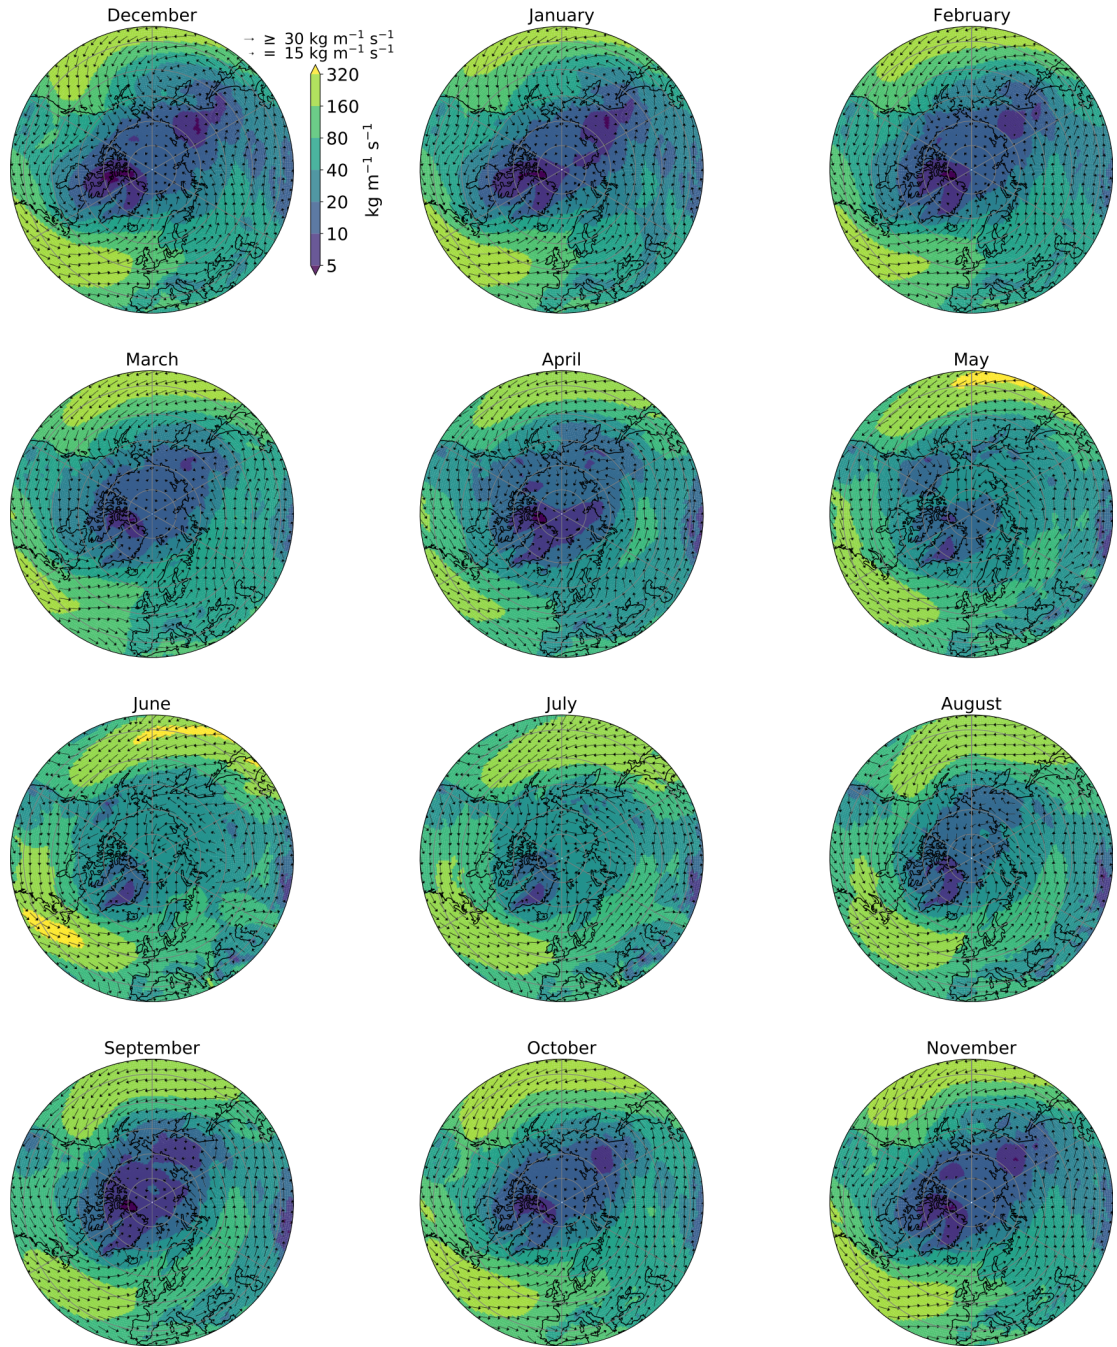 December
January
February
→ ≥ 30 kg m⁻¹ s⁻¹
→ = 15 kg m⁻¹ s⁻¹
320
160
80
40
20
10
5
kg m⁻¹ s⁻¹
March
April
May
June
July
August
September
October
November